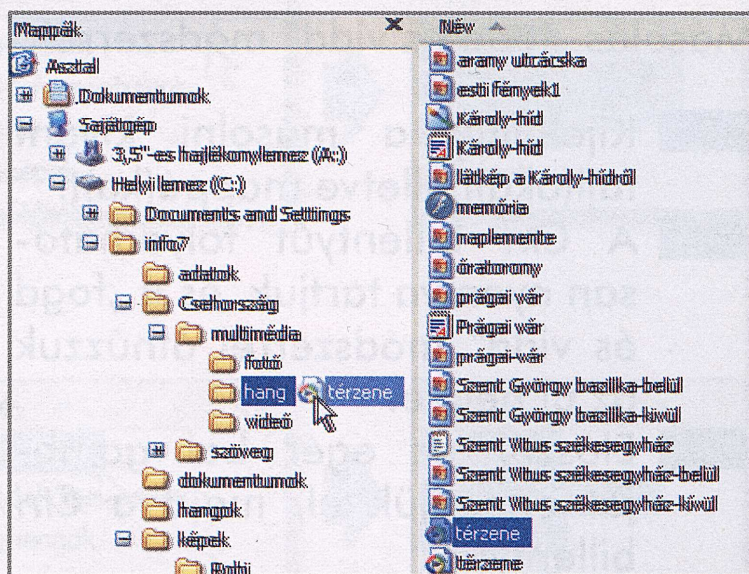 Mappák
Asztal
Dokumentumok
Sajátgép
3,5"-es hajlékonylemez (A:)
Helyi lemez (C:)
Documents and Settings
info7
adatok
Csehország
multimédia
fotó
hang
térzene
videó
szöveg
dokumentumok
hangok
képek
Név
arany utcácska
esti fények1
Károly-híd
Károly-híd
látkép a Károly-hídról
memória
naplemente
óratorony
prágai vár
Prágai vár
prágai-vár
Szent György bazilika-belül
Szent György bazilika-kívül
Szent Vitus székesegyház
Szent Vitus székesegyház-belül
Szent Vitus székesegyház-kívül
térzene
térzene